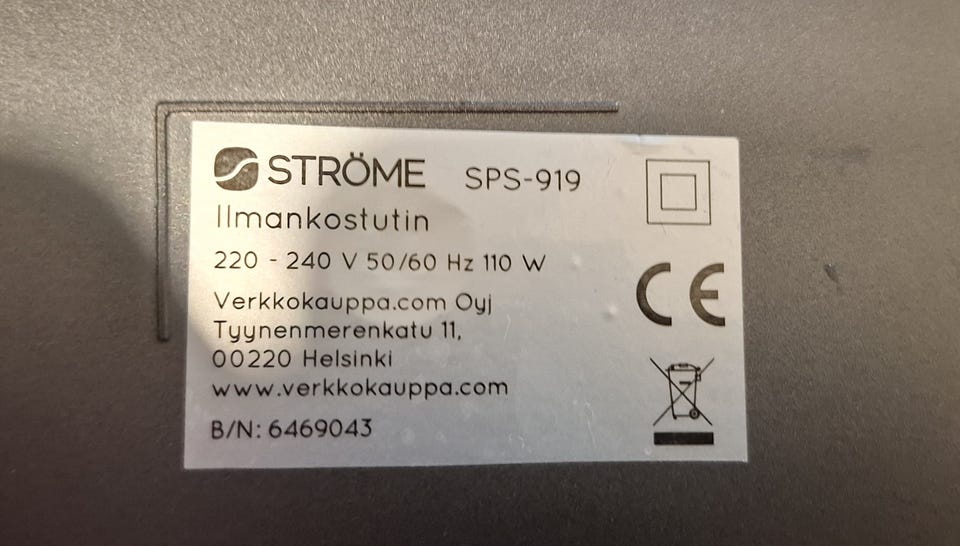 STRÖME SPS-919
Ilmankostutin
220 - 240 V 50/60 Hz 110 W
Verkkokauppa.com Oyj
Tyynenmerenkatu 11,
00220 Helsinki
www.verkkokauppa.com
B/N: 6469043
CE